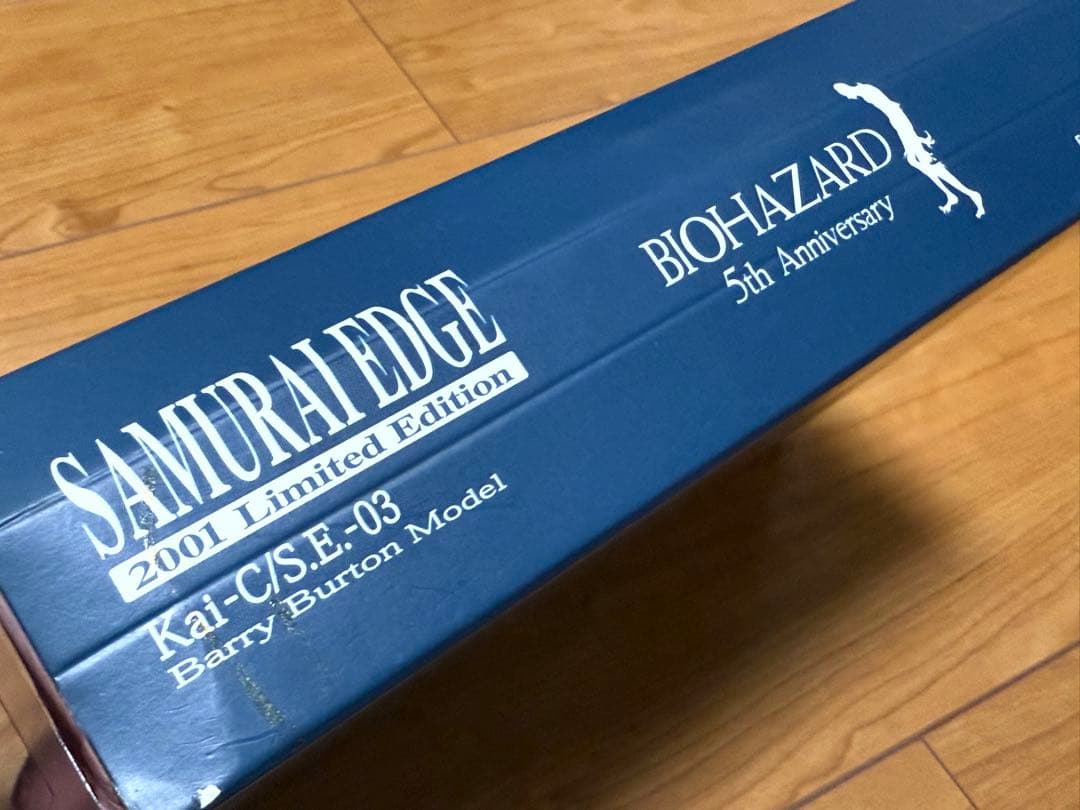 SAMURAI EDGE
2001 Limited Edition
Kai-C/S.E.-03
Barry Burton Model
BIOHAZARD
5th Anniversary